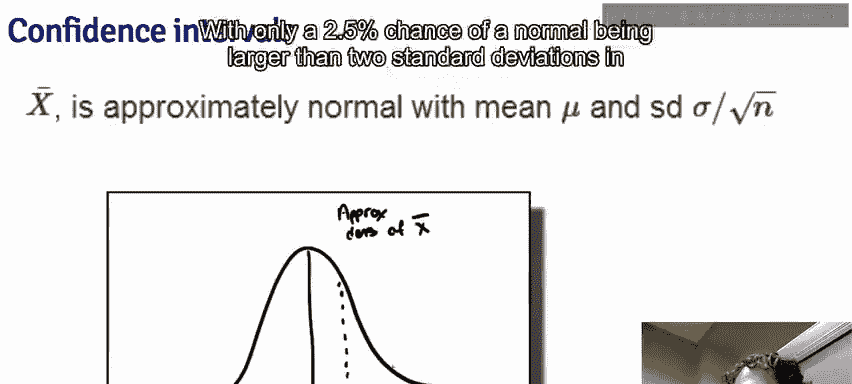 Confidence intervals
With only a 2.5% chance of a normal being
larger than two standard deviations in
X̄, is approximately normal with mean μ and sd σ/√n
Approx
dens of X̄